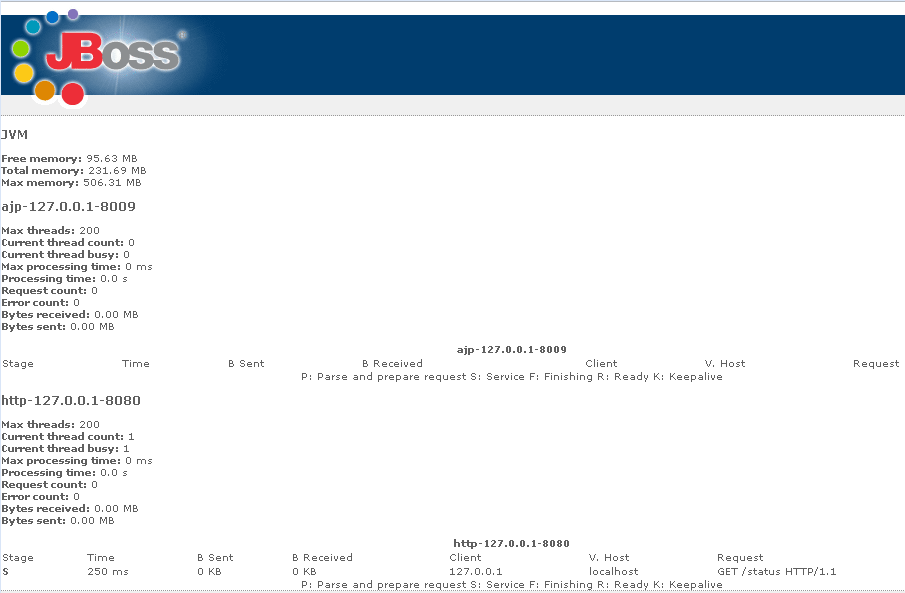 JBoss®
JVM
Free memory: 95.63 MB
Total memory: 231.69 MB
Max memory: 506.31 MB
ajp-127.0.0.1-8009
Max threads: 200
Current thread count: 0
Current thread busy: 0
Max processing time: 0 ms
Processing time: 0.0 s
Request count: 0
Error count: 0
Bytes received: 0.00 MB
Bytes sent: 0.00 MB
ajp-127.0.0.1-8009
Stage Time B Sent B Received Client V. Host Request
P: Parse and prepare request S: Service F: Finishing R: Ready K: Keepalive
http-127.0.0.1-8080
Max threads: 200
Current thread count: 1
Current thread busy: 1
Max processing time: 0 ms
Processing time: 0.0 s
Request count: 0
Error count: 0
Bytes received: 0.00 MB
Bytes sent: 0.00 MB
http-127.0.0.1-8080
Stage Time B Sent B Received Client V. Host Request
S 250 ms 0 KB 0 KB 127.0.0.1 localhost GET /status HTTP/1.1
P: Parse and prepare request S: Service F: Finishing R: Ready K: Keepalive